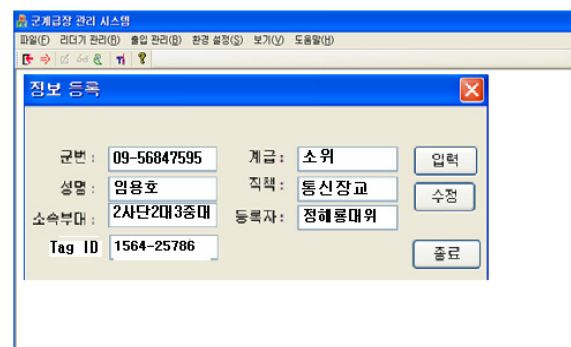 군계급장 관리 시스템
파일(F) 리더기 관리(R) 출입 관리(B) 환경 설정(S) 보기(V) 도움말(H)
정보 등록
군번 : 09-56847595 계급 : 소위 입력
성명 : 임용호 직책 : 통신장교 수정
소속부대 : 2사단2대3중대 등록자 : 정해룡대위
Tag ID 1564-25786 종료